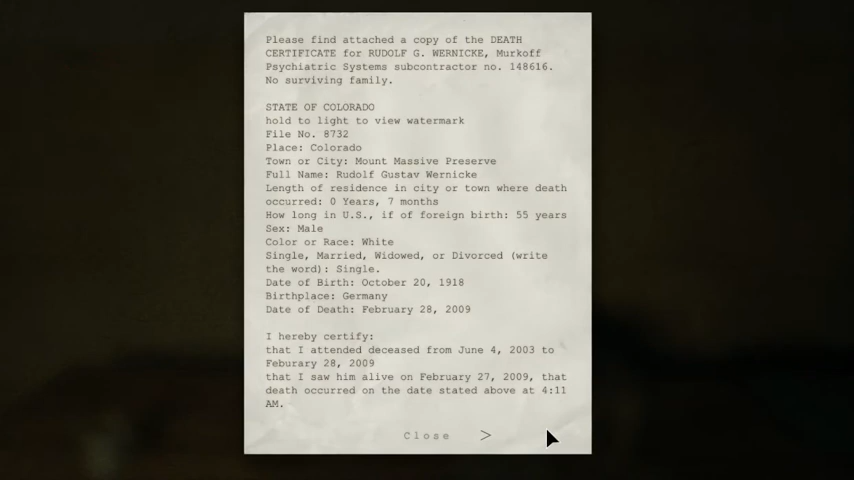 Please find attached a copy of the DEATH
CERTIFICATE for RUDOLF G. WERNICKE, Murkoff
Psychiatric Systems subcontractor no. 148616.
No surviving family.
STATE OF COLORADO
hold to light to view watermark
File No. 8732
Place: Colorado
Town or City: Mount Massive Preserve
Full Name: Rudolf Gustav Wernicke
Length of residence in city or town where death
occurred: 0 Years, 7 months
How long in U.S., if of foreign birth: 55 years
Sex: Male
Color or Race: White
Single, Married, Widowed, or Divorced (write
the word): Single.
Date of Birth: October 20, 1918
Birthplace: Germany
Date of Death: February 28, 2009
I hereby certify:
that I attended deceased from June 4, 2003 to
Feburary 28, 2009
that I saw him alive on February 27, 2009, that
death occurred on the date stated above at 4:11
AM.
Close >